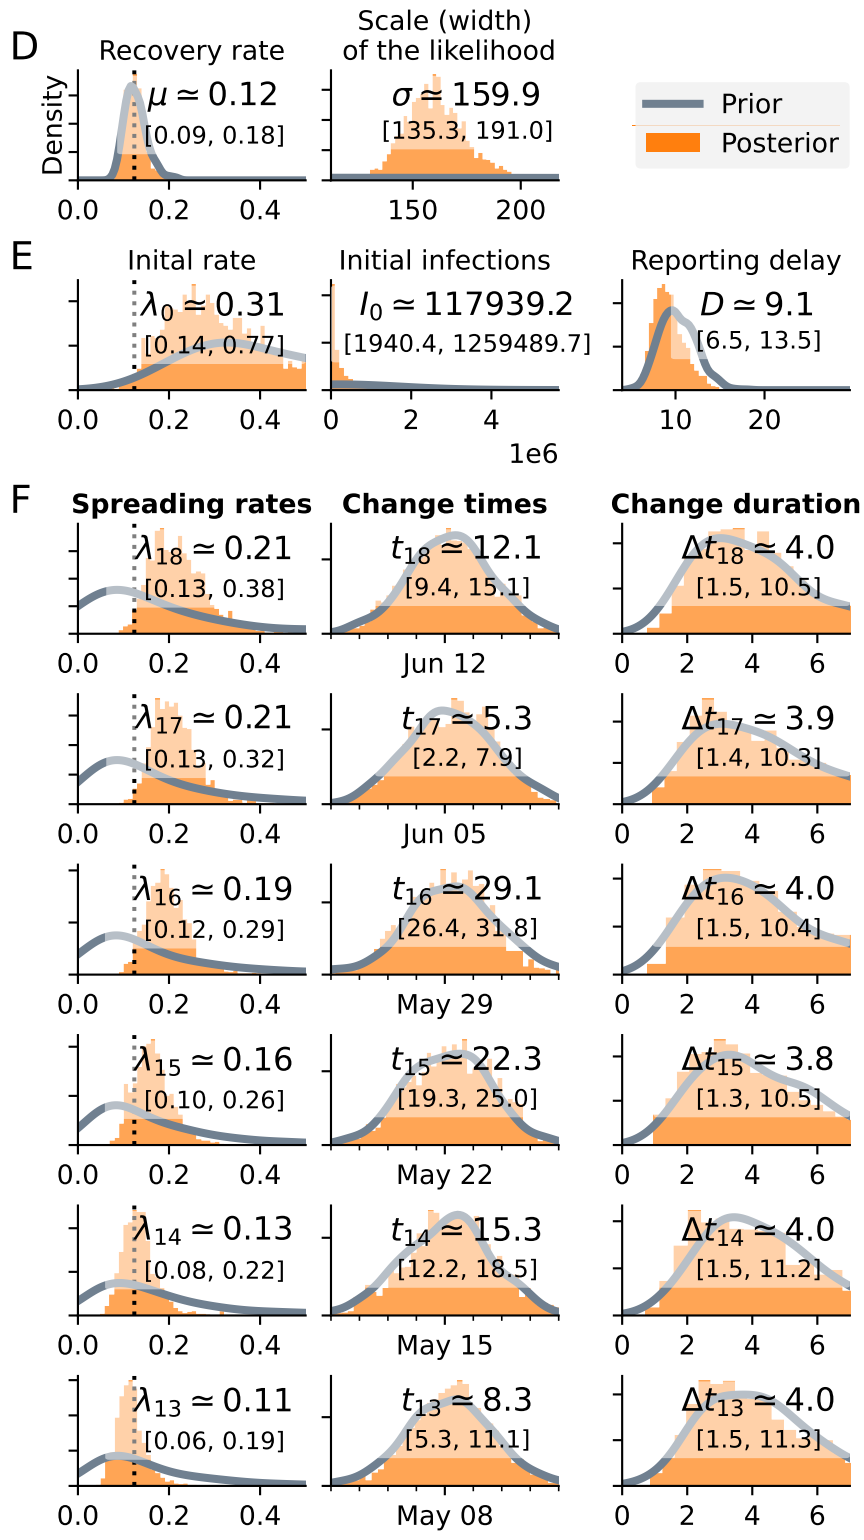 D
Recovery rate
Scale (width)
of the likelihood
Density
μ ≃ 0.12
[0.09, 0.18]
σ ≃ 159.9
[135.3, 191.0]
Prior
Posterior
0.0 0.2 0.4
150 200
E
Inital rate
Initial infections
Reporting delay
λ0 ≃ 0.31
[0.14, 0.77]
I0 ≃ 117939.2
[1940.4, 1259489.7]
D ≃ 9.1
[6.5, 13.5]
0.0 0.2 0.4
0 2 4
1e6
10 20
F
Spreading rates
Change times
Change duration
λ18 ≃ 0.21
[0.13, 0.38]
t18 ≃ 12.1
[9.4, 15.1]
Δt18 ≃ 4.0
[1.5, 10.5]
0.0 0.2 0.4
Jun 12
0 2 4 6
λ17 ≃ 0.21
[0.13, 0.32]
t17 ≃ 5.3
[2.2, 7.9]
Δt17 ≃ 3.9
[1.4, 10.3]
0.0 0.2 0.4
Jun 05
0 2 4 6
λ16 ≃ 0.19
[0.12, 0.29]
t16 ≃ 29.1
[26.4, 31.8]
Δt16 ≃ 4.0
[1.5, 10.4]
0.0 0.2 0.4
May 29
0 2 4 6
λ15 ≃ 0.16
[0.10, 0.26]
t15 ≃ 22.3
[19.3, 25.0]
Δt15 ≃ 3.8
[1.3, 10.5]
0.0 0.2 0.4
May 22
0 2 4 6
λ14 ≃ 0.13
[0.08, 0.22]
t14 ≃ 15.3
[12.2, 18.5]
Δt14 ≃ 4.0
[1.5, 11.2]
0.0 0.2 0.4
May 15
0 2 4 6
λ13 ≃ 0.11
[0.06, 0.19]
t13 ≃ 8.3
[5.3, 11.1]
Δt13 ≃ 4.0
[1.5, 11.3]
0.0 0.2 0.4
May 08
0 2 4 6